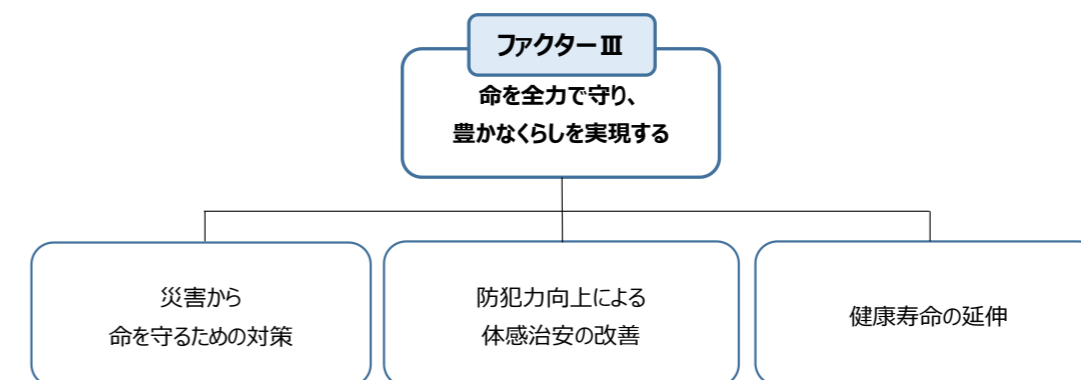 ファクターⅢ
命を全力で守り、
豊かなくらしを実現する
災害から
命を守るための対策
防犯力向上による
体感治安の改善
健康寿命の延伸